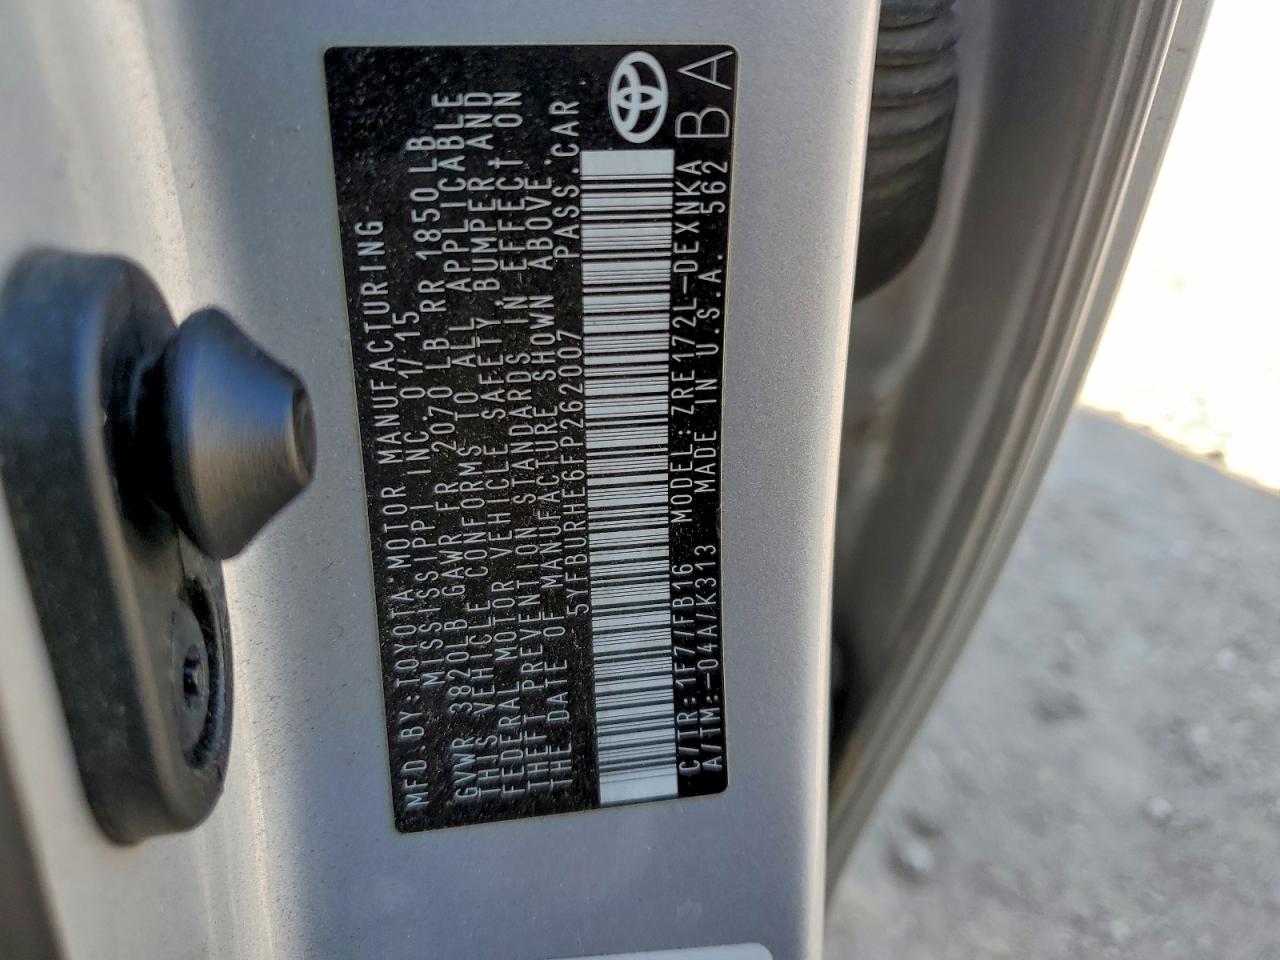 MFD.BY:TOYOTA MOTOR MANUFACTURING
MISSISSIPPI INC 01/15
GVWR 3820LB GAWR FR 2070 LB RR 1850 LB
THIS VEHICLE CONFORMS TO ALL APPLICABLE
FEDERAL MOTOR VEHICLE SAFETY, BUMPER AND
THEFT PREVENTION STANDARDS IN EFFECT ON
THE DATE OF MANUFACTURE SHOWN ABOVE.
5YFBURHE6FP262007 PASS.CAR
C/TR:1F7/FB16 MODEL:ZRE172L-DEXNKA
A/TM:-04A/K313 MADE IN U.S.A. 562 BA